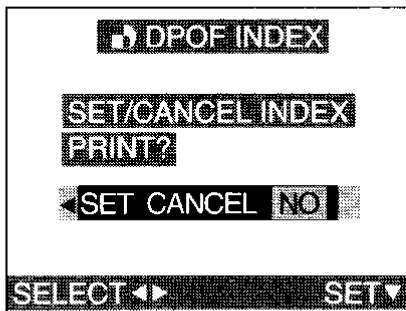 DPOF INDEX
SET/CANCEL INDEX
PRINT?
◀SET CANCEL NO
SELECT◀▶ SET▼